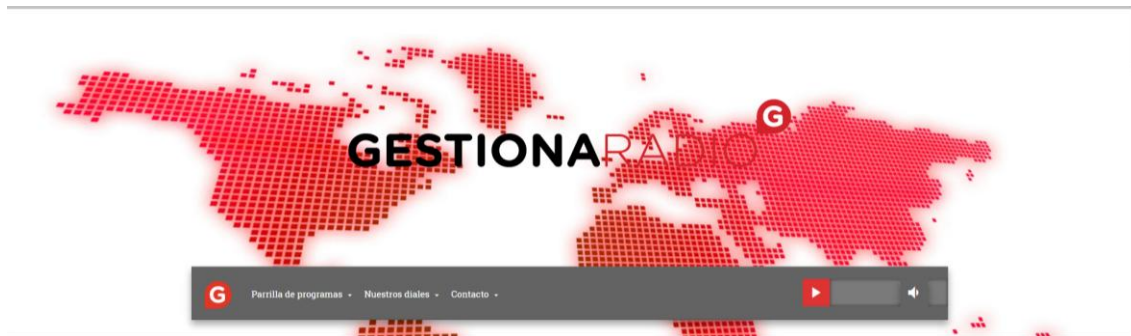 GESTIONARADIO G
G Parrilla de programas Nuestros diales Contacto